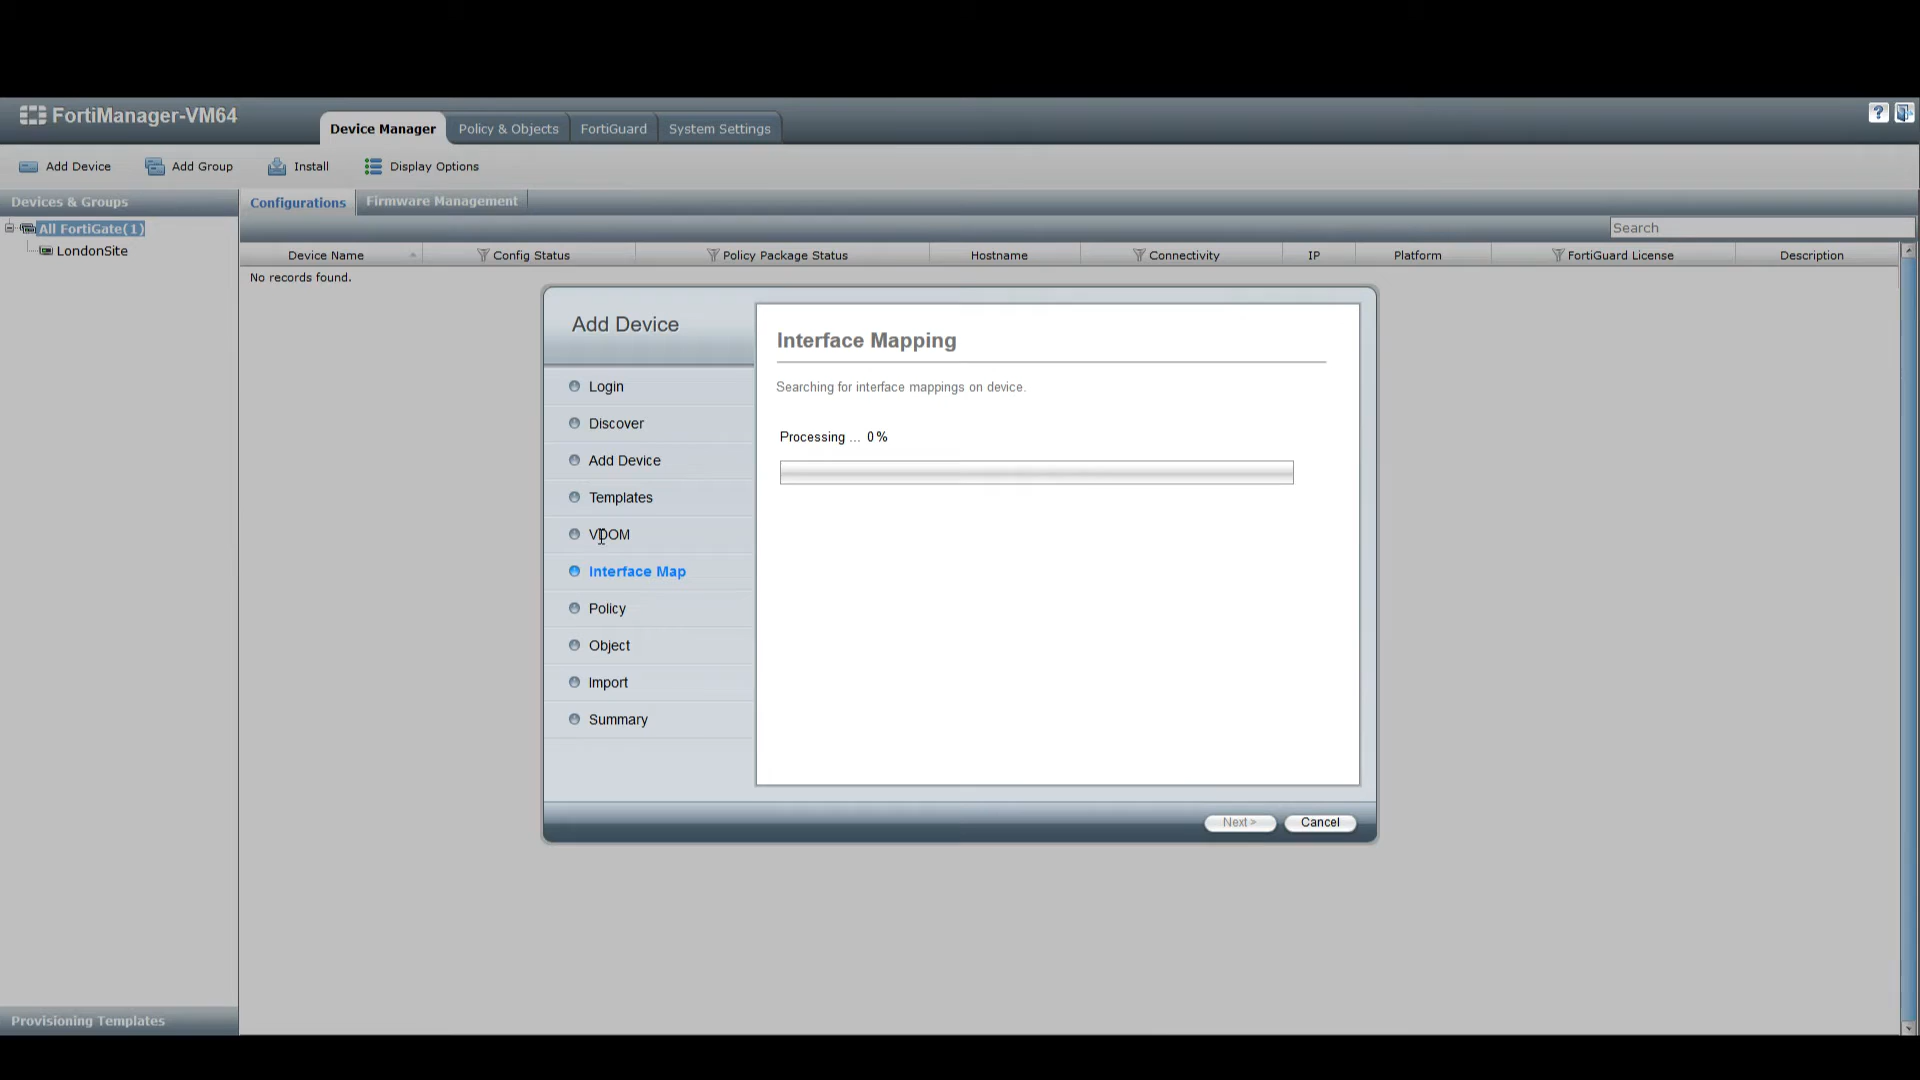 FortiManager-VM64
Device Manager
Policy & Objects
FortiGuard
System Settings
?
Add Device
Add Group
Install
Display Options
Devices & Groups
Configurations
Firmware Management
All FortiGate(1)
LondonSite
Search
Device Name
Config Status
Policy Package Status
Hostname
Connectivity
IP
Platform
FortiGuard License
Description
No records found.
Add Device
Login
Discover
Add Device
Templates
VDOM
Interface Map
Policy
Object
Import
Summary
Interface Mapping
Searching for interface mappings on device.
Processing ... 0%
Next >
Cancel
Provisioning Templates